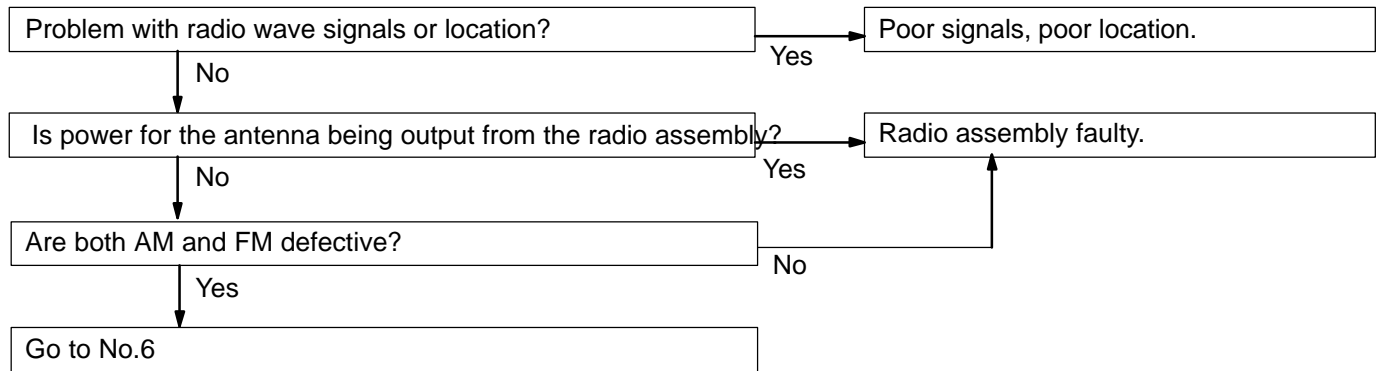 Problem with radio wave signals or location?
Yes
Poor signals, poor location.
No
Is power for the antenna being output from the radio assembly?
Yes
Radio assembly faulty.
No
Are both AM and FM defective?
No
Yes
Go to No.6